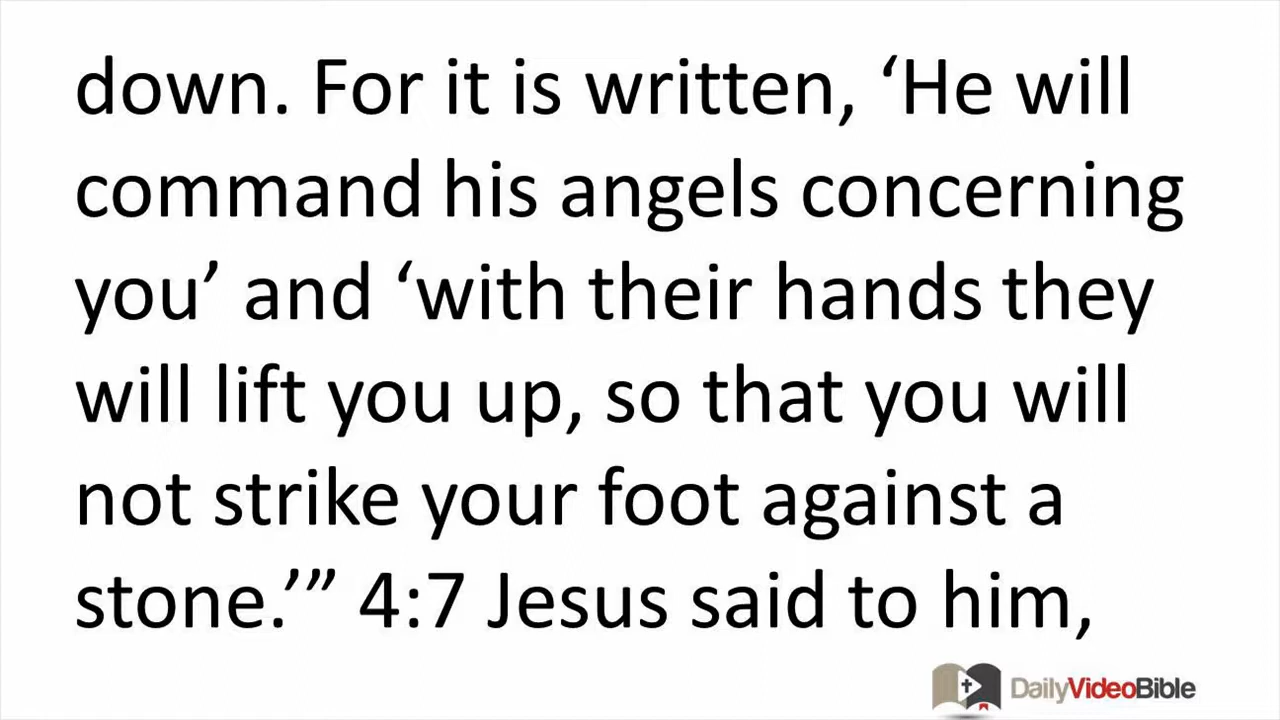 down. For it is written, ‘He will
command his angels concerning
you’ and ‘with their hands they
will lift you up, so that you will
not strike your foot against a
stone.’” 4:7 Jesus said to him,
DailyVideoBible